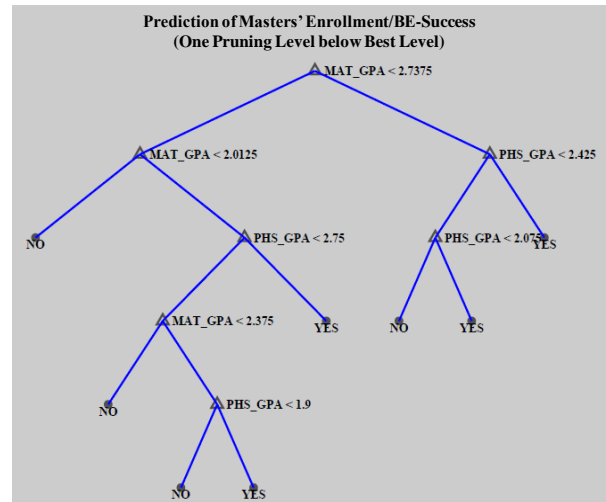 Prediction of Masters' Enrollment/BE-Success
(One Pruning Level below Best Level)
MAT_GPA < 2.7375
MAT_GPA < 2.0125
PHS_GPA < 2.425
NO
PHS_GPA < 2.75
PHS_GPA < 2.075
YES
MAT_GPA < 2.375
YES
NO
YES
NO
PHS_GPA < 1.9
NO
YES